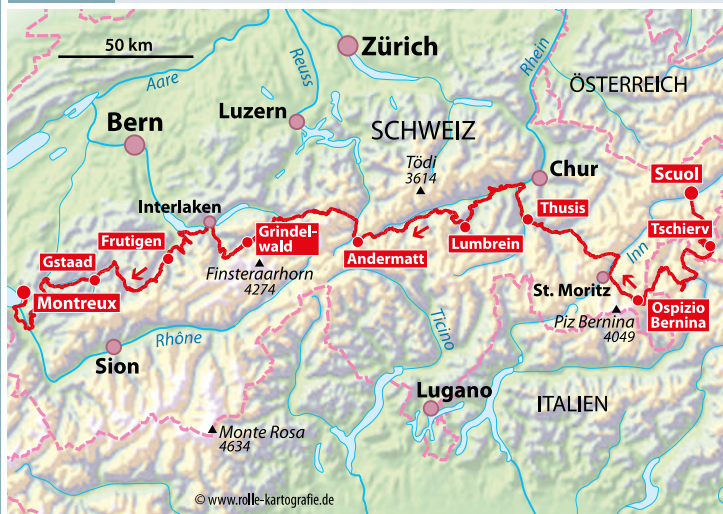 50 km
Zürich
Rhein
Reuss
Aare
ÖSTERREICH
Luzern
Bern
SCHWEIZ
Tödi
3614
Chur
Scuol
Interlaken
Thusis
Tschierv
Grindel-
wald
Frutigen
Lumbrein
Inn
Andermatt
Gstaad
Finsteraarhorn
4274
St. Moritz
Montreux
Ospizio
Bernina
Piz Bernina
4049
Ticino
Rhône
Sion
Lugano
ITALIEN
Monte Rosa
4634
© www.rolle-kartografie.de